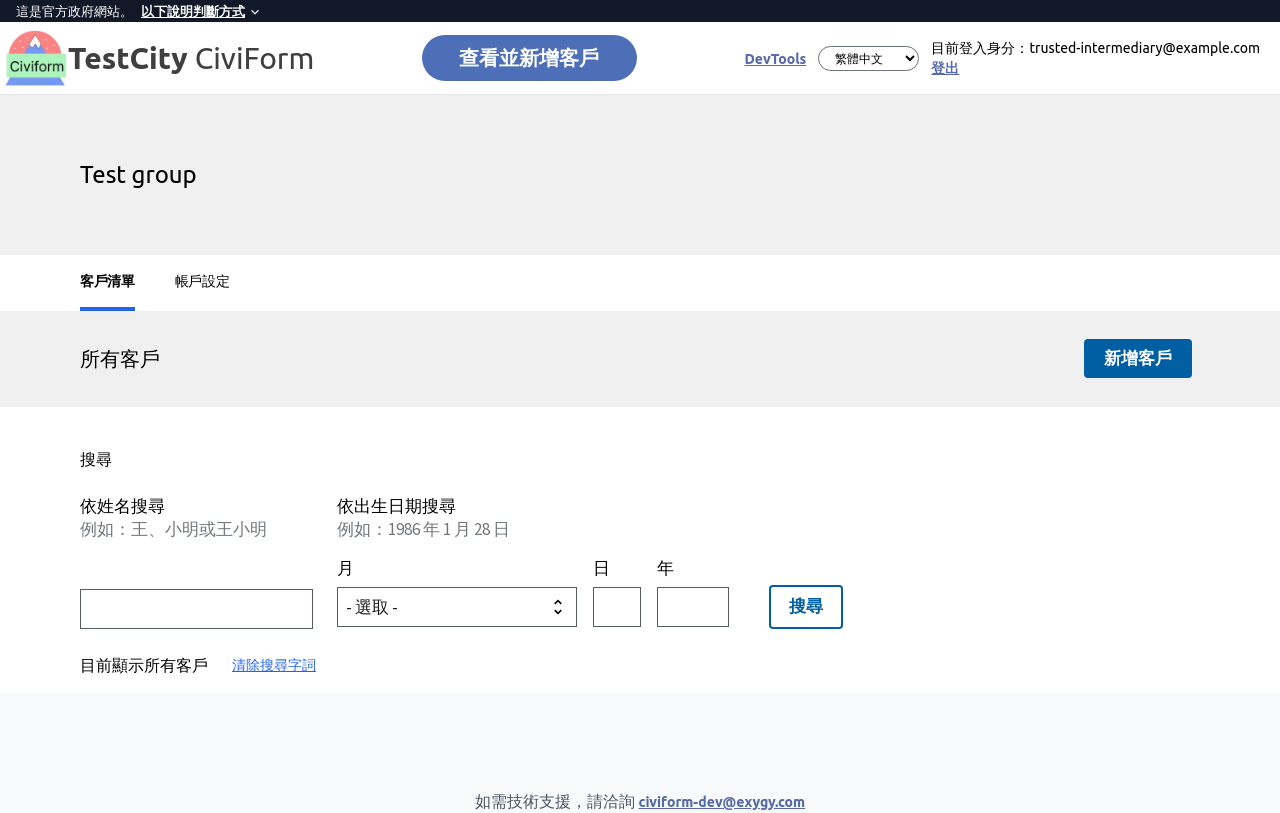 這是官方政府網站。 以下說明判斷方式
Civiform
TestCity CiviForm
查看並新增客戶
DevTools
繁體中文
目前登入身分：trusted-intermediary@example.com
登出
Test group
客戶清單 帳戶設定
所有客戶
新增客戶
搜尋
依姓名搜尋
例如：王、小明或王小明
依出生日期搜尋
例如：1986 年 1 月 28 日
月 日 年
- 選取 -
搜尋
目前顯示所有客戶 清除搜尋字詞
如需技術支援，請洽詢 civiform-dev@exygy.com